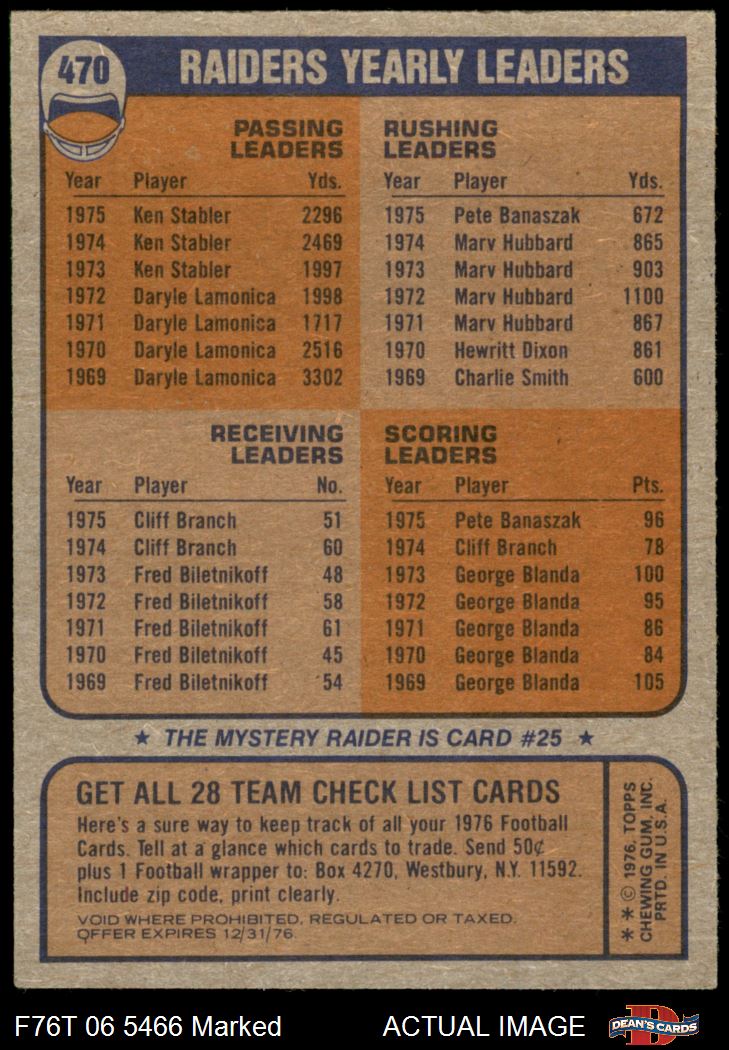 470
RAIDERS YEARLY LEADERS
PASSING
LEADERS
Year Player Yds.
1975 Ken Stabler 2296
1974 Ken Stabler 2469
1973 Ken Stabler 1997
1972 Daryle Lamonica 1998
1971 Daryle Lamonica 1717
1970 Daryle Lamonica 2516
1969 Daryle Lamonica 3302
RUSHING
LEADERS
Year Player Yds.
1975 Pete Banaszak 672
1974 Marv Hubbard 865
1973 Marv Hubbard 903
1972 Marv Hubbard 1100
1971 Marv Hubbard 867
1970 Hewritt Dixon 861
1969 Charlie Smith 600
RECEIVING
LEADERS
Year Player No.
1975 Cliff Branch 51
1974 Cliff Branch 60
1973 Fred Biletnikoff 48
1972 Fred Biletnikoff 58
1971 Fred Biletnikoff 61
1970 Fred Biletnikoff 45
1969 Fred Biletnikoff 54
SCORING
LEADERS
Year Player Pts.
1975 Pete Banaszak 96
1974 Cliff Branch 78
1973 George Blanda 100
1972 George Blanda 95
1971 George Blanda 86
1970 George Blanda 84
1969 George Blanda 105
★ THE MYSTERY RAIDER IS CARD #25 ★
GET ALL 28 TEAM CHECK LIST CARDS
Here's a sure way to keep track of all your 1976 Football
Cards. Tell at a glance which cards to trade. Send 50¢
plus 1 Football wrapper to: Box 4270, Westbury, N.Y. 11592.
Include zip code, print clearly.
VOID WHERE PROHIBITED, REGULATED OR TAXED.
OFFER EXPIRES 12/31/76.
** © 1976, TOPPS
CHEWING GUM, INC.
PRTD. IN U.S.A.
F76T 06 5466 Marked ACTUAL IMAGE
D
DEAN'S CARDS